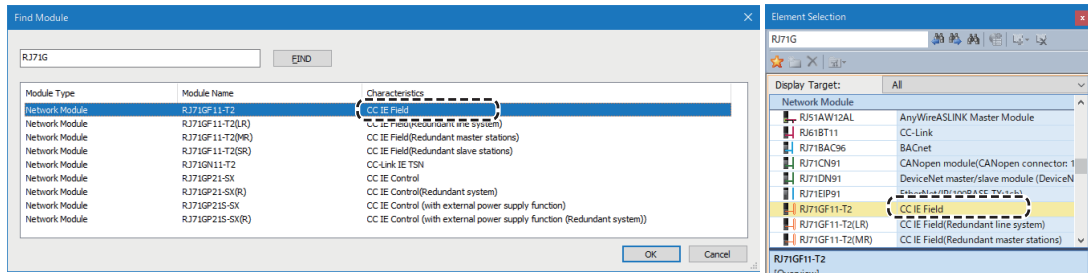 Find Module
RJ71G
FIND
Module Type Module Name Characteristics
Network Module RJ71GF11-T2 CC IE Field
Network Module RJ71GF11-T2(LR) CC IE Field(Redundant line system)
Network Module RJ71GF11-T2(MR) CC IE Field(Redundant master stations)
Network Module RJ71GF11-T2(SR) CC IE Field(Redundant slave stations)
Network Module RJ71GN11-T2 CC-Link IE TSN
Network Module RJ71GP21-SX CC IE Control
Network Module RJ71GP21-SX(R) CC IE Control(Redundant system)
Network Module RJ71GP21S-SX CC IE Control (with external power supply function)
Network Module RJ71GP21S-SX(R) CC IE Control (with external power supply function (Redundant system))
OK Cancel
Element Selection
RJ71G
Display Target: All
Network Module
RJ51AW12AL AnyWireASLINK Master Module
RJ61BT11 CC-Link
RJ71BAC96 BACnet
RJ71CN91 CANopen module(CANopen connector: 1
RJ71DN91 DeviceNet master/slave module (DeviceN
RJ71EIP91 EtherNet/IP(100BASE-TX:1ch)
RJ71GF11-T2 CC IE Field
RJ71GF11-T2(LR) CC IE Field(Redundant line system)
RJ71GF11-T2(MR) CC IE Field(Redundant master stations)
RJ71GF11-T2